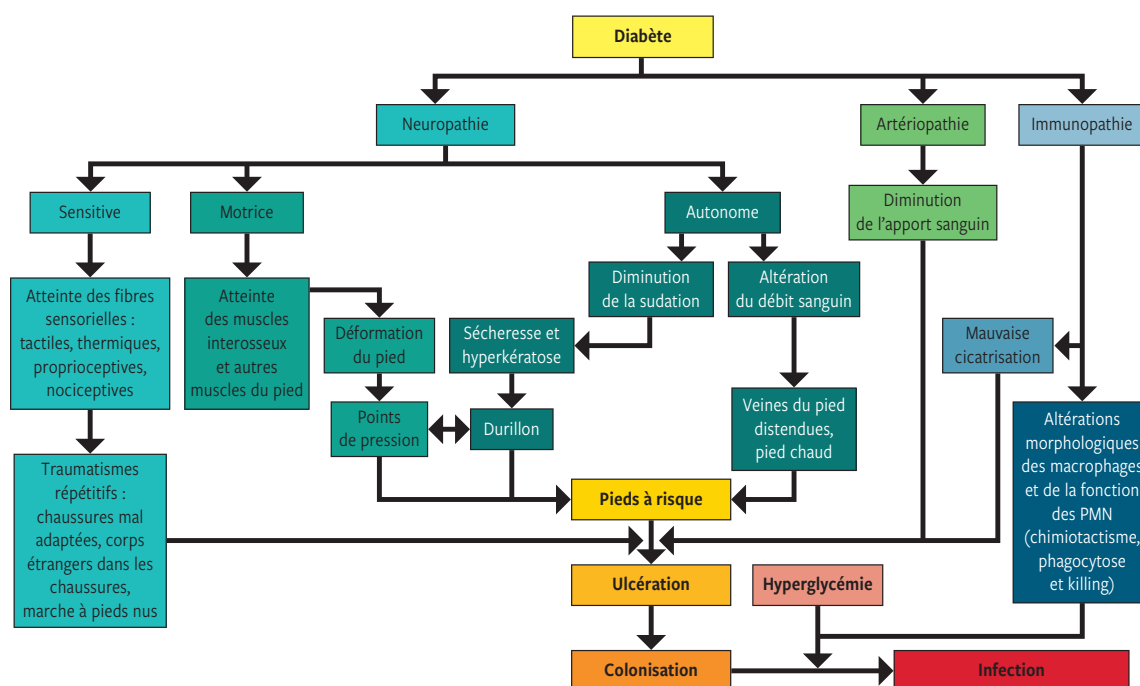 Diabète
Neuropathie
Artériopathie
Immunopathie
Sensitive
Motrice
Autonome
Diminution
de l'apport sanguin
Atteinte des fibres
sensorielles :
tactiles, thermiques,
proprioceptives,
nociceptives
Atteinte
des muscles
interosseux
et autres
muscles du pied
Déformation
du pied
Diminution
de la sudation
Altération
du débit sanguin
Sécheresse et
hyperkératose
Mauvaise
cicatrisation
Points
de pression
Durillon
Veines du pied
distendues,
pied chaud
Altérations
morphologiques
des macrophages
et de la fonction
des PMN
(chimiotactisme,
phagocytose
et killing)
Traumatismes
répétitifs :
chaussures mal
adaptées, corps
étrangers dans les
chaussures,
marche à pieds nus
Pieds à risque
Ulcération
Hyperglycémie
Colonisation
Infection